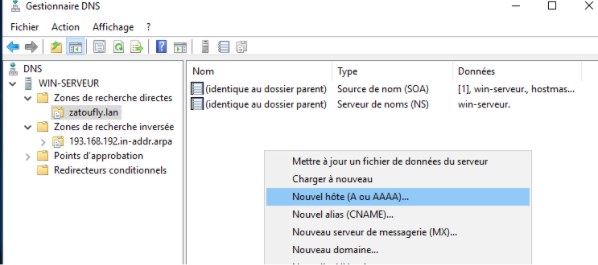 Gestionnaire DNS
Fichier Action Affichage ?
DNS
WIN-SERVEUR
Zones de recherche directes
zatoufly.lan
Zones de recherche inversée
193.168.192.in-addr.arpa
Points d'approbation
Redirecteurs conditionnels
Nom Type Données
(identique au dossier parent) Source de nom (SOA) [1], win-serveur., hostmas...
(identique au dossier parent) Serveur de noms (NS) win-serveur.
Mettre à jour un fichier de données du serveur
Charger à nouveau
Nouvel hôte (A ou AAAA)...
Nouvel alias (CNAME)...
Nouveau serveur de messagerie (MX)...
Nouveau domaine...